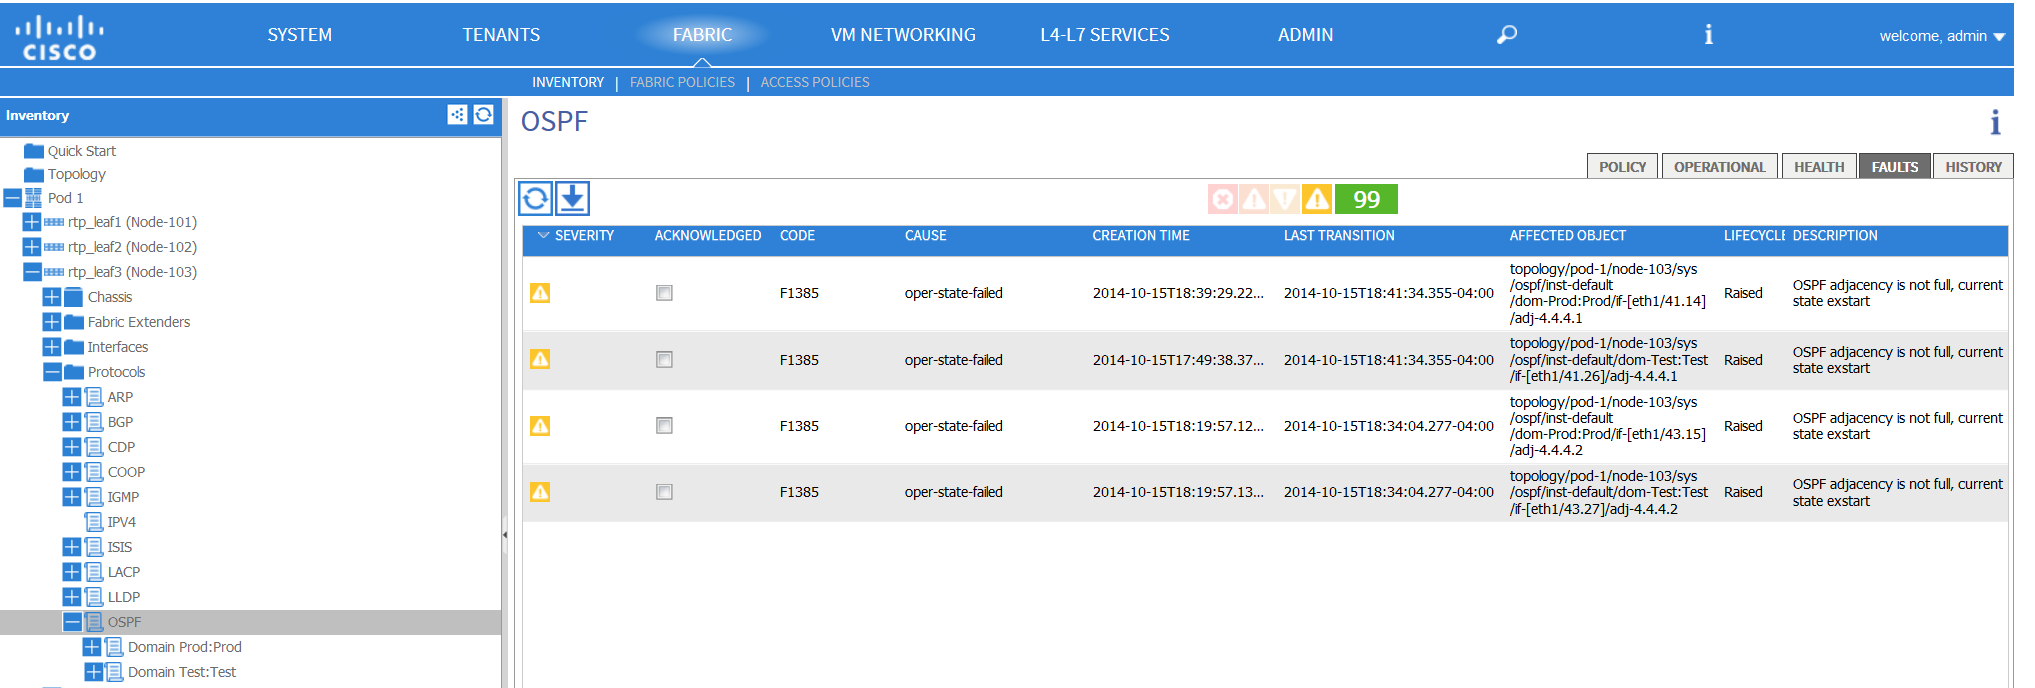 CISCO
SYSTEM
TENANTS
FABRIC
VM NETWORKING
L4-L7 SERVICES
ADMIN
welcome, admin
INVENTORY | FABRIC POLICIES | ACCESS POLICIES
Inventory
Quick Start
Topology
Pod 1
rtp_leaf1 (Node-101)
rtp_leaf2 (Node-102)
rtp_leaf3 (Node-103)
Chassis
Fabric Extenders
Interfaces
Protocols
ARP
BGP
CDP
COOP
IGMP
IPV4
ISIS
LACP
LLDP
OSPF
Domain Prod:Prod
Domain Test:Test
OSPF
POLICY
OPERATIONAL
HEALTH
FAULTS
HISTORY
99
SEVERITY ACKNOWLEDGED CODE CAUSE CREATION TIME LAST TRANSITION AFFECTED OBJECT LIFECYCLE DESCRIPTION
F1385
oper-state-failed
2014-10-15T18:39:29.22...
2014-10-15T18:41:34.355-04:00
topology/pod-1/node-103/sys
/ospf/inst-default
/dom-Prod:Prod/if-[eth1/41.14]
/adj-4.4.4.1
Raised
OSPF adjacency is not full, current
state exstart
F1385
oper-state-failed
2014-10-15T17:49:38.37...
2014-10-15T18:41:34.355-04:00
topology/pod-1/node-103/sys
/ospf/inst-default/dom-Test:Test
/if-[eth1/41.26]/adj-4.4.4.1
Raised
OSPF adjacency is not full, current
state exstart
F1385
oper-state-failed
2014-10-15T18:19:57.12...
2014-10-15T18:34:04.277-04:00
topology/pod-1/node-103/sys
/ospf/inst-default
/dom-Prod:Prod/if-[eth1/43.15]
/adj-4.4.4.2
Raised
OSPF adjacency is not full, current
state exstart
F1385
oper-state-failed
2014-10-15T18:19:57.13...
2014-10-15T18:34:04.277-04:00
topology/pod-1/node-103/sys
/ospf/inst-default/dom-Test:Test
/if-[eth1/43.27]/adj-4.4.4.2
Raised
OSPF adjacency is not full, current
state exstart